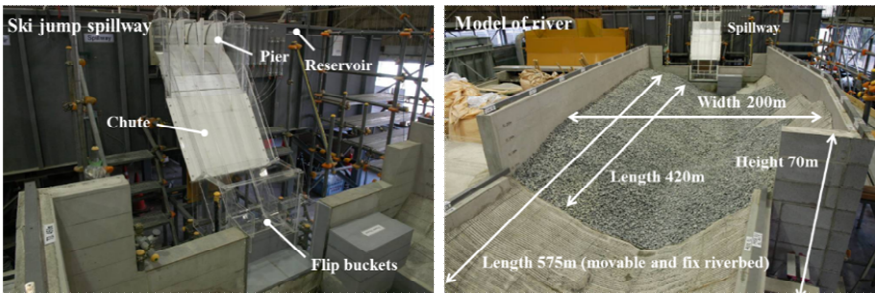 Ski jump spillway
Spillway
Pier
Reservoir
Chute
Flip buckets
Model of river
Spillway
Width 200m
Length 420m
Height 70m
Length 575m (movable and fix riverbed)